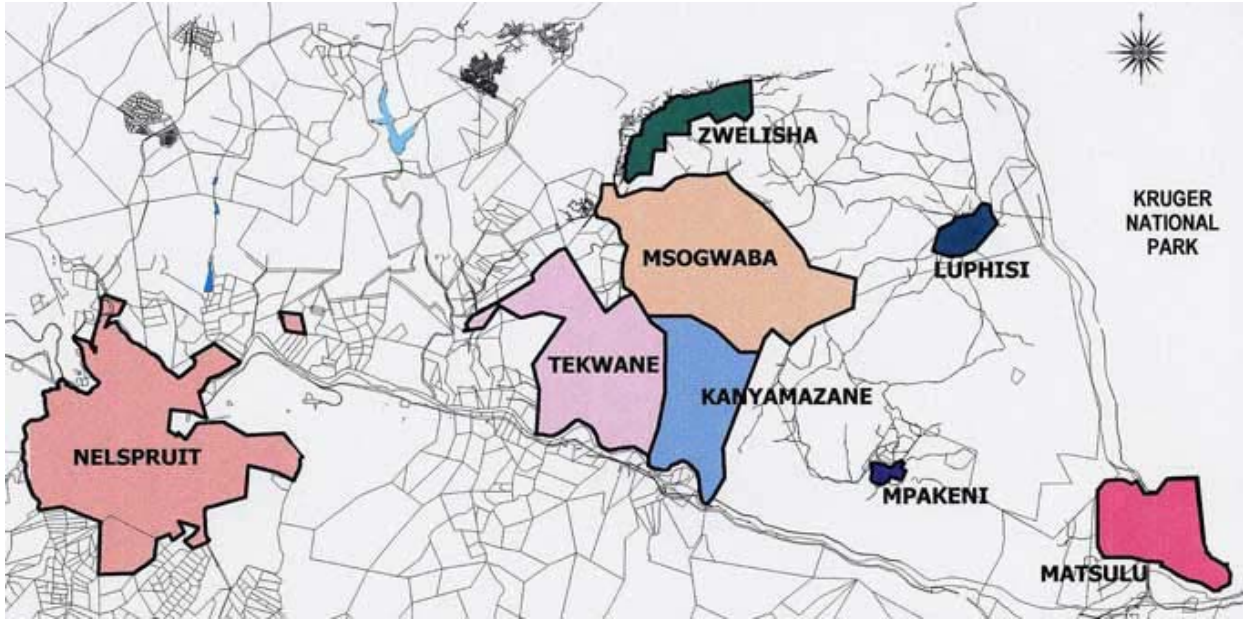 ZWELISHA
KRUGER
NATIONAL
PARK
MSOGWABA
LUPHISI
TEKWANE
KANYAMAZANE
NELSPRUIT
MPAKENI
MATSULU